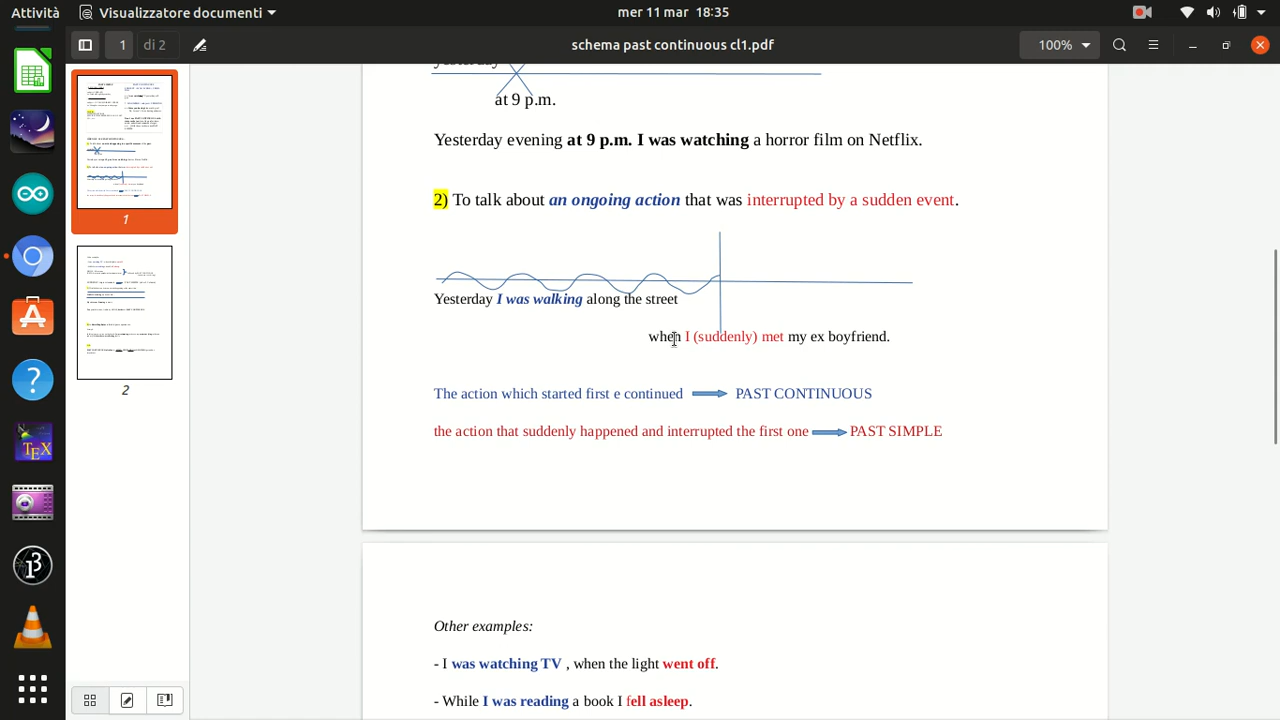 Attività
Visualizzatore documenti
mer 11 mar 18:35
1
di 2
schema past continuous cl1.pdf
100%
at 9 p.m.
Yesterday evening at 9 p.m. I was watching a horror film on Netflix.
2) To talk about an ongoing action that was interrupted by a sudden event.
Yesterday I was walking along the street
when I (suddenly) met my ex boyfriend.
The action which started first e continued PAST CONTINUOUS
the action that suddenly happened and interrupted the first one PAST SIMPLE
Other examples:
- I was watching TV , when the light went off.
- While I was reading a book I fell asleep.
1
2